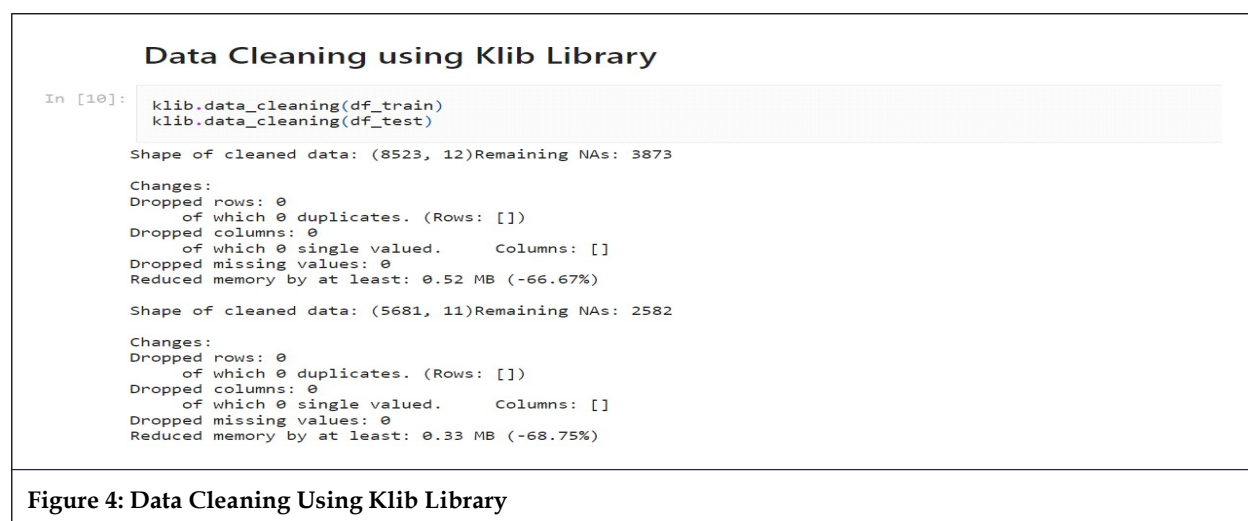 Data Cleaning using Klib Library
In [10]:
klib.data_cleaning(df_train)
klib.data_cleaning(df_test)
Shape of cleaned data: (8523, 12)Remaining NAs: 3873
Changes:
Dropped rows: 0
of which 0 duplicates. (Rows: [])
Dropped columns: 0
of which 0 single valued. Columns: []
Dropped missing values: 0
Reduced memory by at least: 0.52 MB (-66.67%)
Shape of cleaned data: (5681, 11)Remaining NAs: 2582
Changes:
Dropped rows: 0
of which 0 duplicates. (Rows: [])
Dropped columns: 0
of which 0 single valued. Columns: []
Dropped missing values: 0
Reduced memory by at least: 0.33 MB (-68.75%)
Figure 4: Data Cleaning Using Klib Library